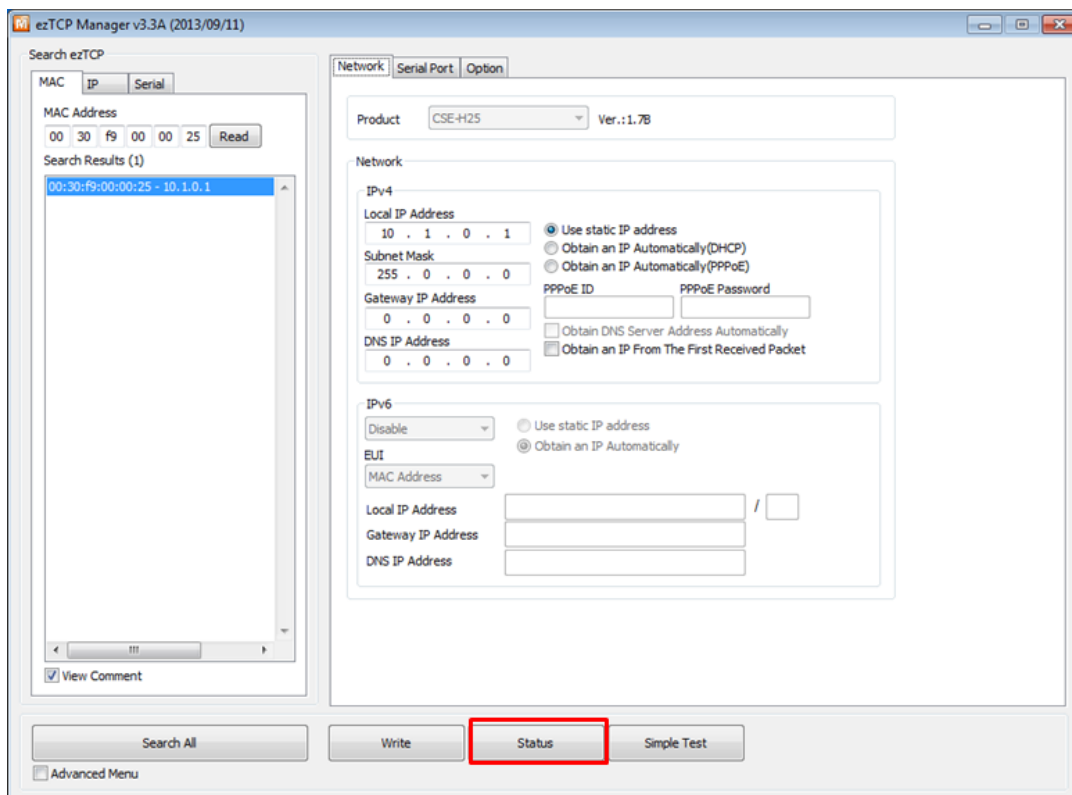 ezTCP Manager v3.3A (2013/09/11)
Search ezTCP
MAC IP Serial
MAC Address
00 30 f9 00 00 25 Read
Search Results (1)
00:30:f9:00:00:25 - 10.1.0.1
View Comment
Network Serial Port Option
Product CSE-H25 Ver.:1.7B
Network
IPv4
Local IP Address
10 . 1 . 0 . 1
Subnet Mask
255 . 0 . 0 . 0
Gateway IP Address
0 . 0 . 0 . 0
DNS IP Address
0 . 0 . 0 . 0
Use static IP address
Obtain an IP Automatically(DHCP)
Obtain an IP Automatically(PPPoE)
PPPoE ID PPPoE Password
Obtain DNS Server Address Automatically
Obtain an IP From The First Received Packet
IPv6
Disable
Use static IP address
Obtain an IP Automatically
EUI
MAC Address
Local IP Address /
Gateway IP Address
DNS IP Address
Search All Write Status Simple Test
Advanced Menu